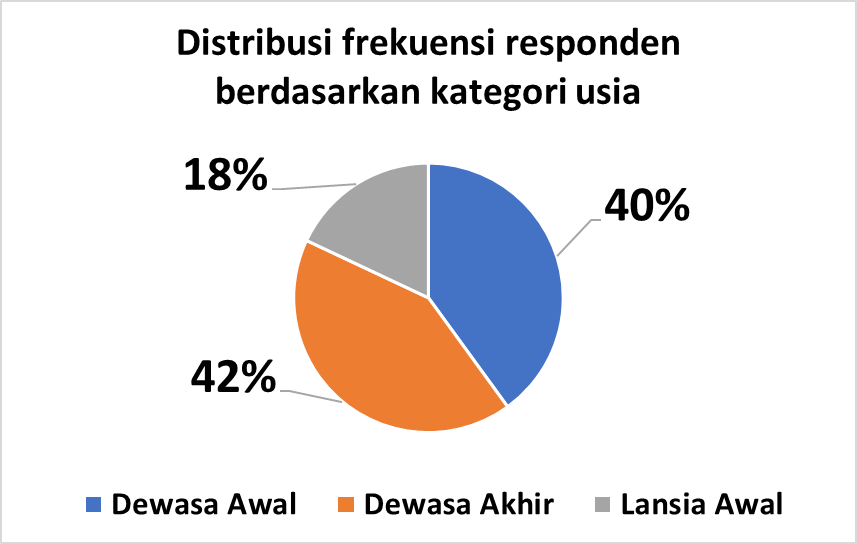 Distribusi frekuensi responden
berdasarkan kategori usia
18%
40%
42%
Dewasa Awal
Dewasa Akhir
Lansia Awal